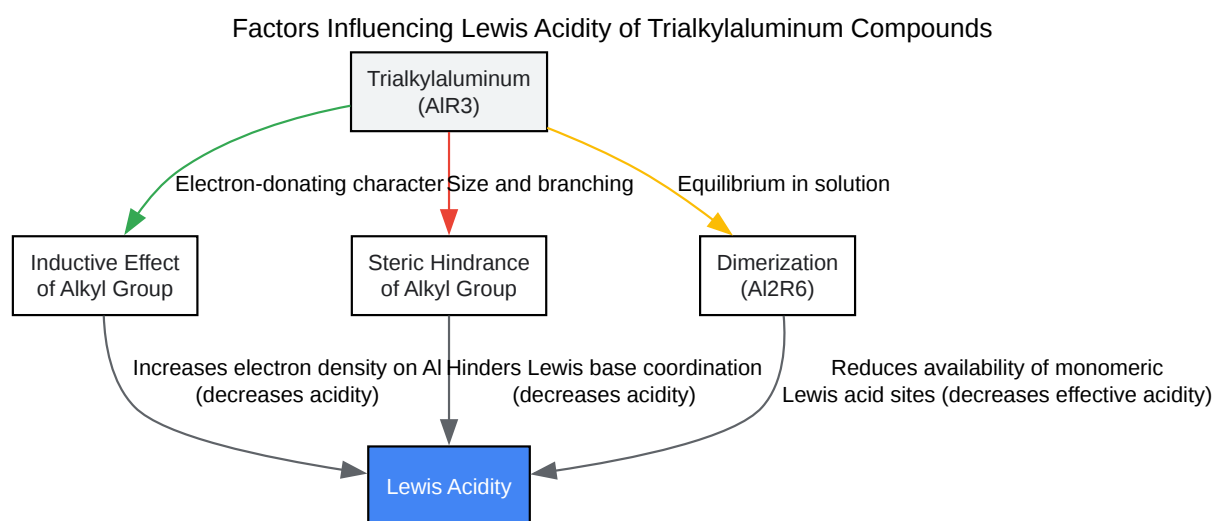 Factors Influencing Lewis Acidity of Trialkylaluminum Compounds
Trialkylaluminum
(AlR3)
Electron-donating character
Size and branching
Equilibrium in solution
Inductive Effect
of Alkyl Group
Steric Hindrance
of Alkyl Group
Dimerization
(Al2R6)
Increases electron density on Al
(decreases acidity)
Hinders Lewis base coordination
(decreases acidity)
Reduces availability of monomeric
Lewis acid sites (decreases effective acidity)
Lewis Acidity